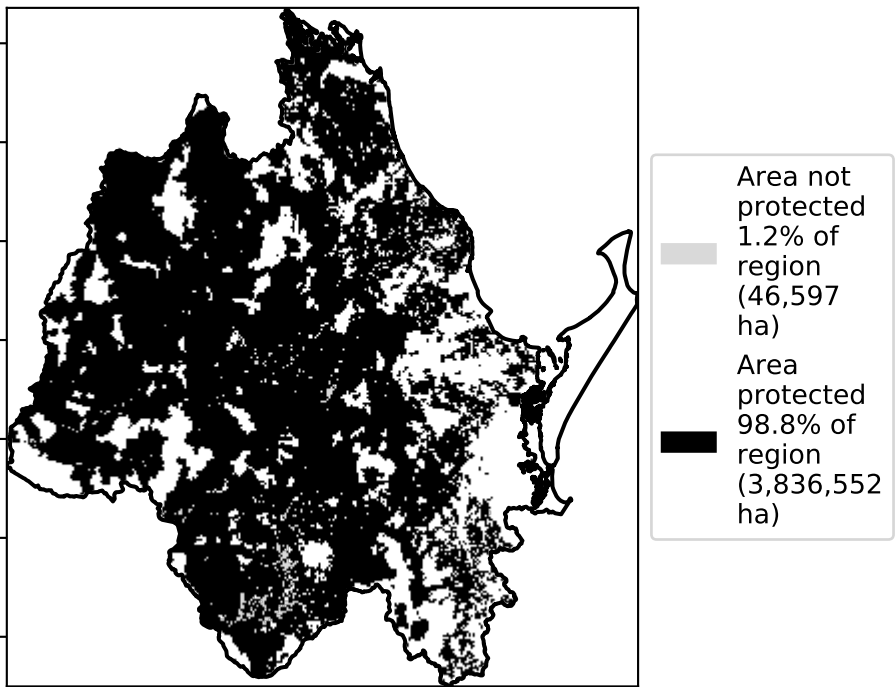 Area not
protected
1.2% of
region
(46,597
ha)
Area
protected
98.8% of
region
(3,836,552
ha)